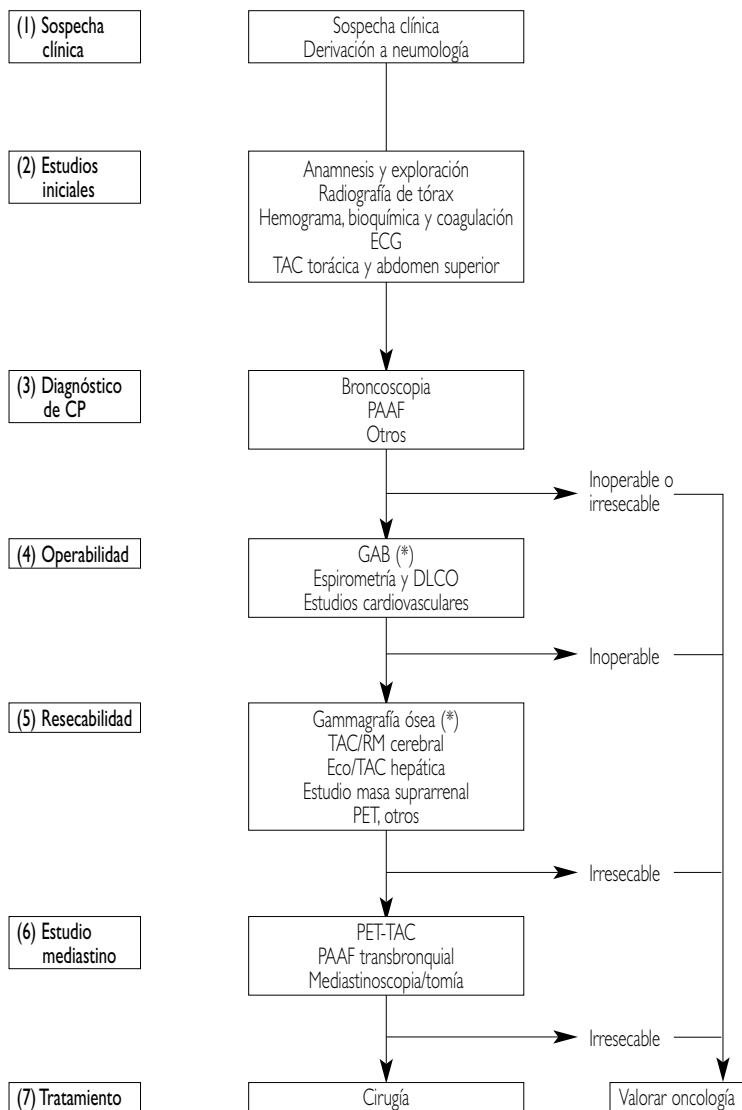 (1) Sospecha
clínica
Sospecha clínica
Derivación a neumología
(2) Estudios
iniciales
Anamnesis y exploración
Radiografía de tórax
Hemograma, bioquímica y coagulación
ECG
TAC torácica y abdomen superior
(3) Diagnóstico
de CP
Broncoscopia
PAAF
Otros
Inoperable o
irresecable
(4) Operabilidad
GAB (*)
Espirometría y DLCO
Estudios cardiovasculares
Inoperable
(5) Resecabilidad
Gammagrafía ósea (*)
TAC/RM cerebral
Eco/TAC hepática
Estudio masa suprarrenal
PET, otros
Irresecable
(6) Estudio
mediastino
PET-TAC
PAAF transbronquial
Mediastinoscopia/tomía
Irresecable
(7) Tratamiento
Cirugía
Valorar oncología